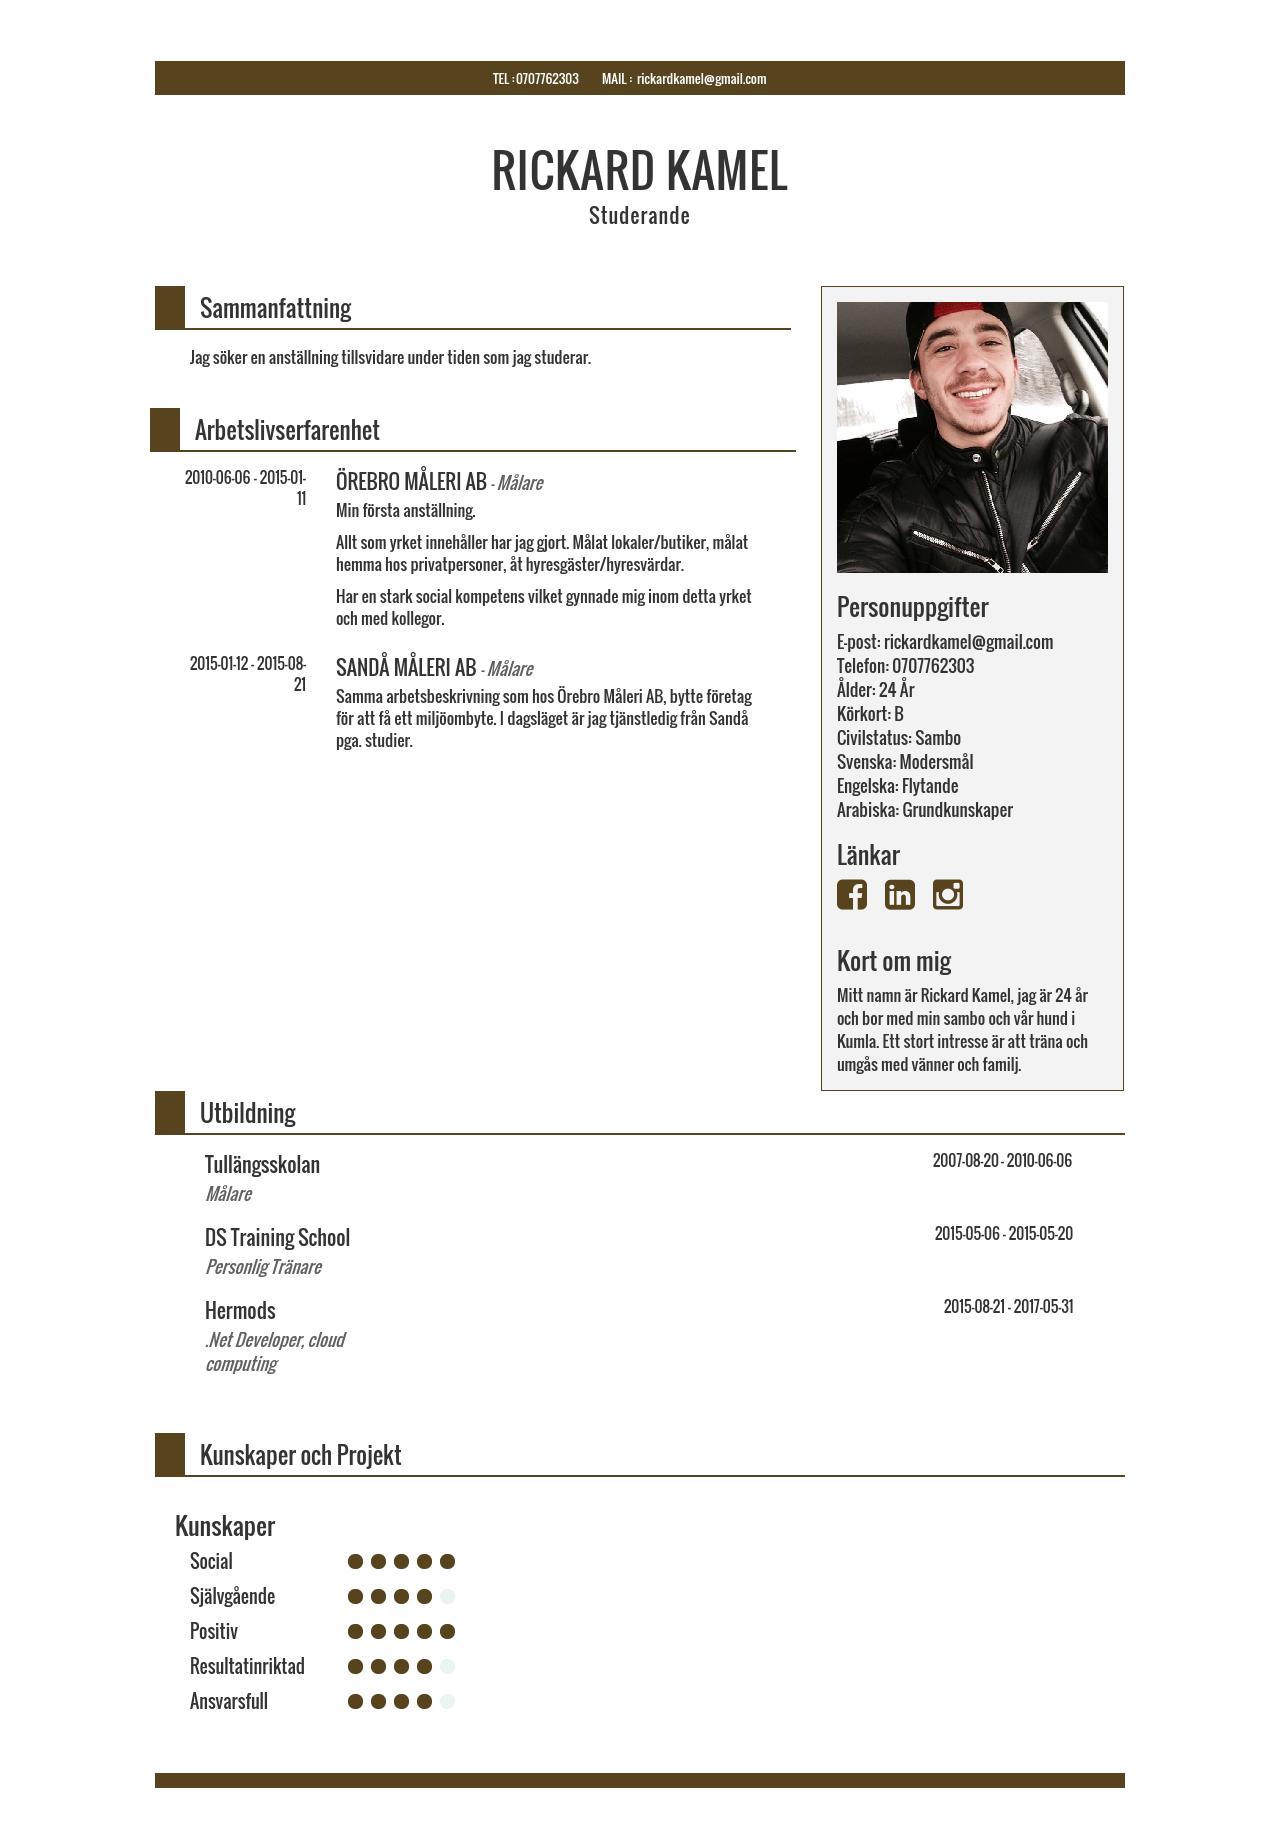 TEL : 0707762303 MAIL : rickardkamel@gmail.com
RICKARD KAMEL
Studerande
Sammanfattning
Jag söker en anställning tillsvidare under tiden som jag studerar.
Arbetslivserfarenhet
2010-06-06 - 2015-01-
11
ÖREBRO MÅLERI AB - Målare
Min första anställning.
Allt som yrket innehåller har jag gjort. Målat lokaler/butiker, målat
hemma hos privatpersoner, åt hyresgäster/hyresvärdar.
Har en stark social kompetens vilket gynnade mig inom detta yrket
och med kollegor.
2015-01-12 - 2015-08-
21
SANDÅ MÅLERI AB - Målare
Samma arbetsbeskrivning som hos Örebro Måleri AB, bytte företag
för att få ett miljöombyte. I dagsläget är jag tjänstledig från Sandå
pga. studier.
Personuppgifter
E-post: rickardkamel@gmail.com
Telefon: 0707762303
Ålder: 24 År
Körkort: B
Civilstatus: Sambo
Svenska: Modersmål
Engelska: Flytande
Arabiska: Grundkunskaper
Länkar
Kort om mig
Mitt namn är Rickard Kamel, jag är 24 år
och bor med min sambo och vår hund i
Kumla. Ett stort intresse är att träna och
umgås med vänner och familj.
Utbildning
Tullängsskolan
2007-08-20 - 2010-06-06
Målare
DS Training School
2015-05-06 - 2015-05-20
Personlig Tränare
Hermods
2015-08-21 - 2017-05-31
.Net Developer, cloud
computing
Kunskaper och Projekt
Kunskaper
Social
Självgående
Positiv
Resultatinriktad
Ansvarsfull